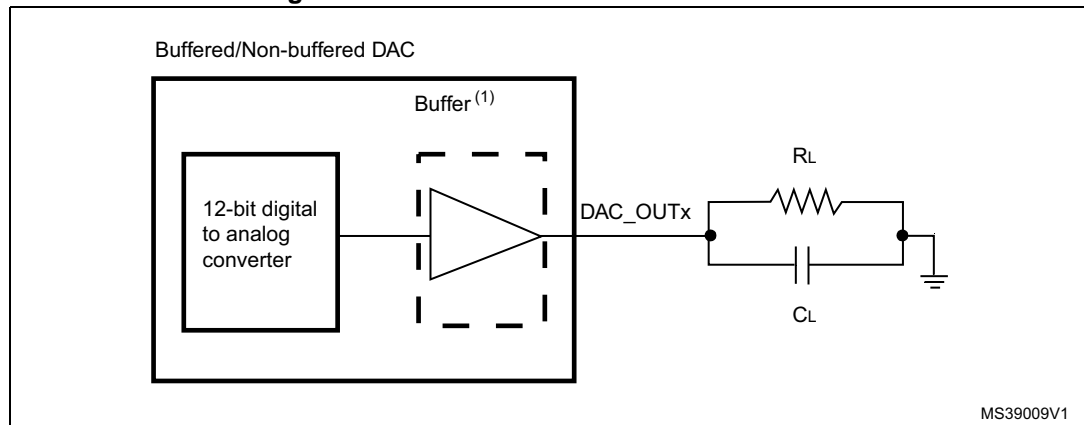 Buffered/Non-buffered DAC
Buffer (1)
12-bit digital
to analog
converter
DAC_OUTx
RL
CL
MS39009V1